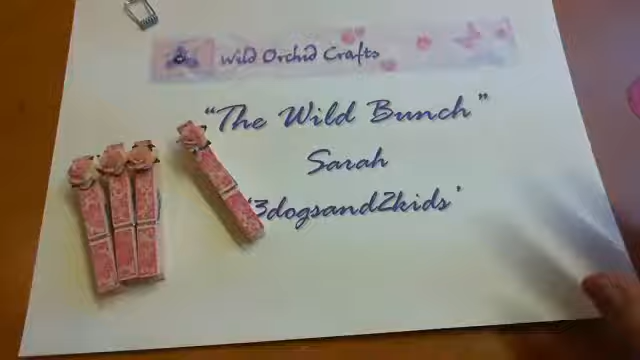 Wild Orchid Crafts
"The Wild Bunch"
Sarah
'3dogsand2kids'